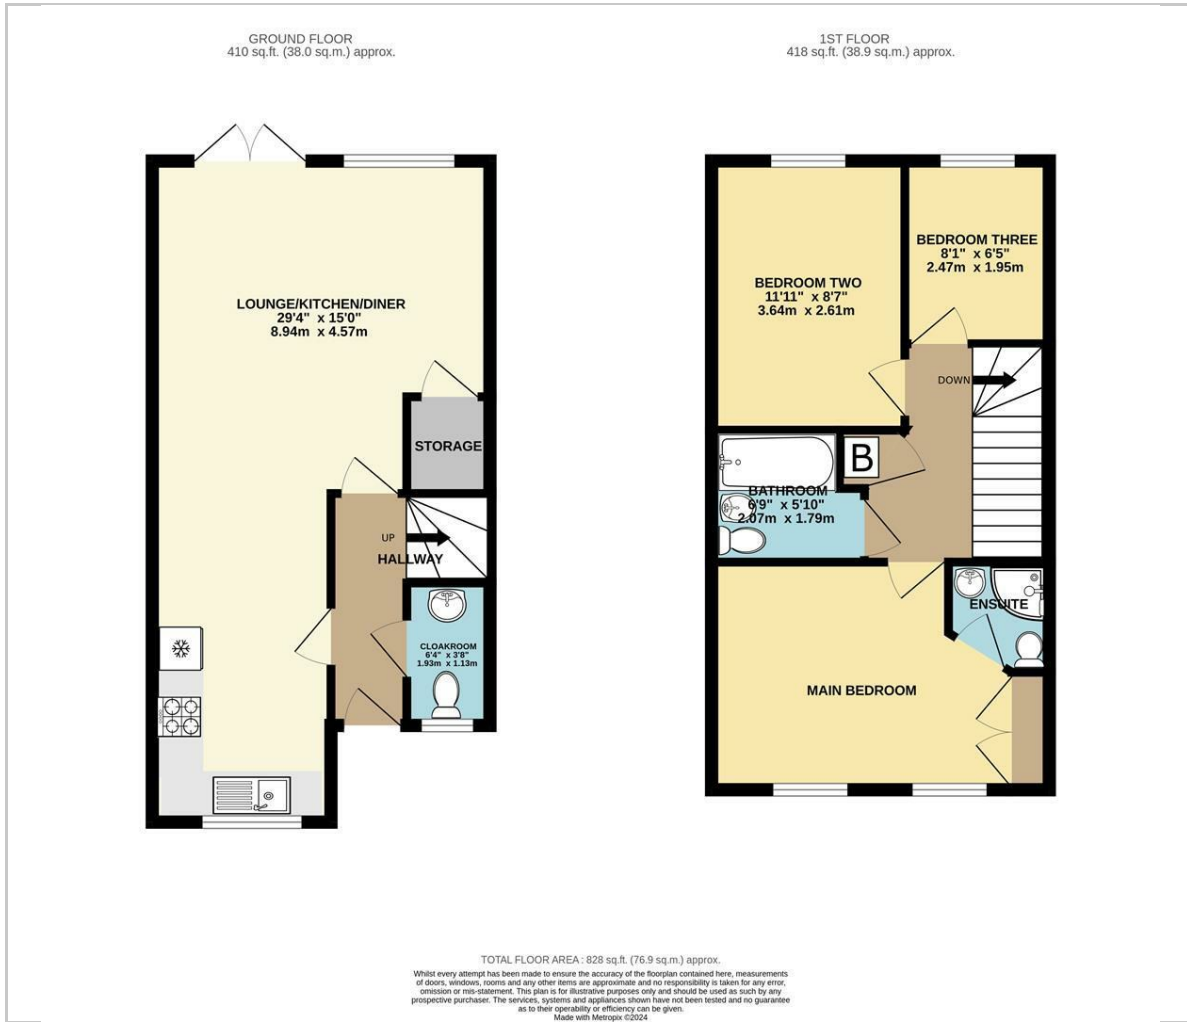 GROUND FLOOR
410 sq.ft. (38.0 sq.m.) approx.
1ST FLOOR
418 sq.ft. (38.9 sq.m.) approx.
LOUNGE/KITCHEN/DINER
29'4" x 15'0"
8.94m x 4.57m
STORAGE
UP
HALLWAY
CLOAKROOM
6'4" x 3'8"
1.93m x 1.13m
BEDROOM THREE
8'1" x 6'5"
2.47m x 1.95m
BEDROOM TWO
11'11" x 8'7"
3.64m x 2.61m
DOWN
B
BATHROOM
6'9" x 5'10"
2.07m x 1.79m
ENSUITE
MAIN BEDROOM
TOTAL FLOOR AREA : 828 sq.ft. (76.9 sq.m.) approx.
Whilst every attempt has been made to ensure the accuracy of the floorplan contained here, measurements
of doors, windows, rooms and any other items are approximate and no responsibility is taken for any error,
omission or mis-statement. This plan is for illustrative purposes only and should be used as such by any
prospective purchaser. The services, systems and appliances shown have not been tested and no guarantee
as to their operability or efficiency can be given.
Made with Metropix ©2024